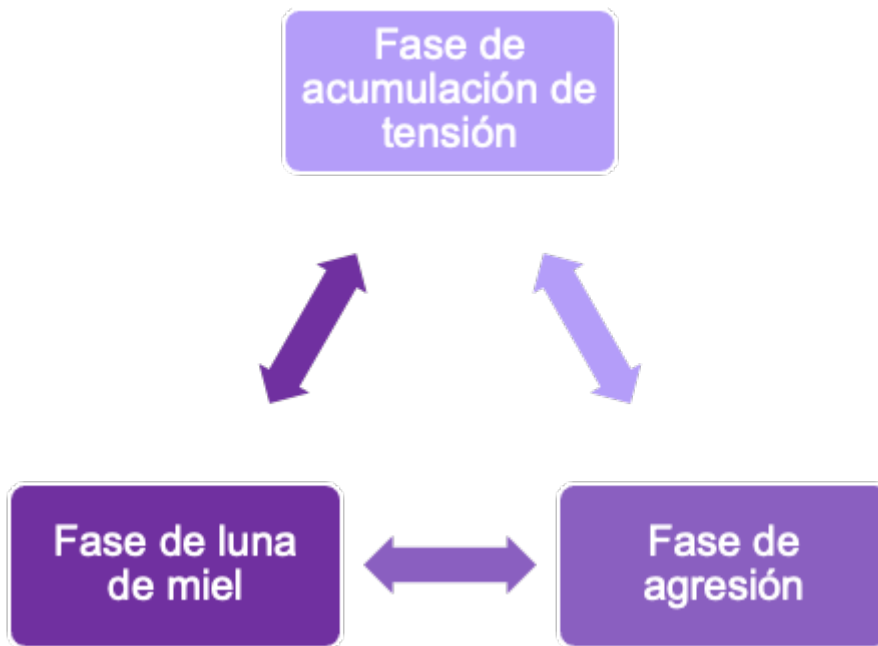 Fase de
acumulación de
tensión
Fase de luna
de miel
Fase de
agresión